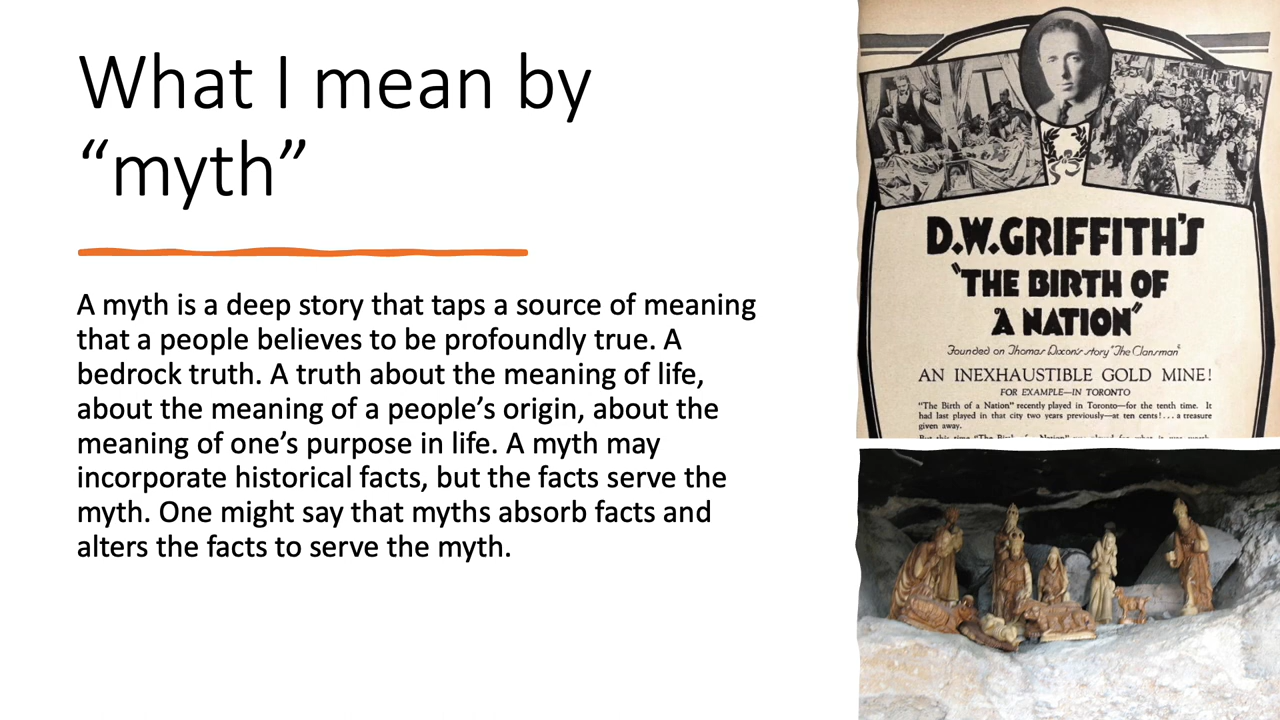 What I mean by
“myth”
A myth is a deep story that taps a source of meaning
that a people believes to be profoundly true. A
bedrock truth. A truth about the meaning of life,
about the meaning of a people’s origin, about the
meaning of one’s purpose in life. A myth may
incorporate historical facts, but the facts serve the
myth. One might say that myths absorb facts and
alters the facts to serve the myth.
D.W.GRIFFITH'S
"THE BIRTH OF
A NATION"
Founded on Thomas Dixon's story "The Clansman"
AN INEXHAUSTIBLE GOLD MINE!
FOR EXAMPLE—IN TORONTO
"The Birth of a Nation" recently played in Toronto—for the tenth time. It
had last played in that city two years previously—at ten cents!... a treasure
given away.